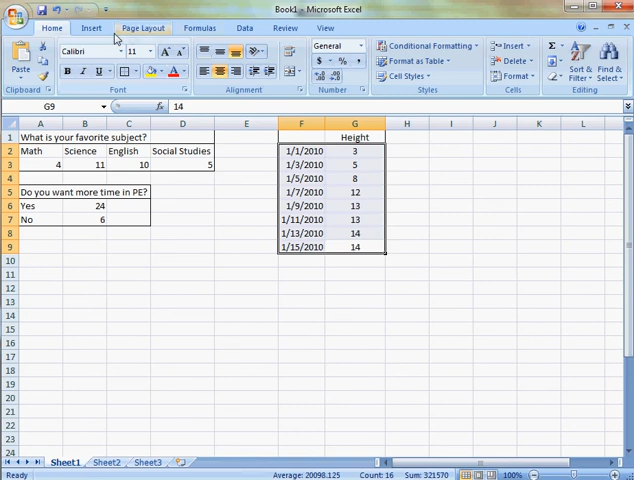 Book1 - Microsoft Excel
Home Insert Page Layout Formulas Data Review View
Paste
Clipboard
Calibri 11
B I U
Font
Alignment
General
$ % ,
Number
Conditional Formatting
Format as Table
Cell Styles
Styles
Insert
Delete
Format
Cells
Sort & Filter
Find & Select
Editing
G9 fx 14
A B C D E F G H I J K L
1 What is your favorite subject? Height
2 Math Science English Social Studies 1/1/2010 3
3 4 11 10 5 1/3/2010 5
4 1/5/2010 8
5 Do you want more time in PE? 1/7/2010 12
6 Yes 24 1/9/2010 13
7 No 6 1/11/2010 13
8 1/13/2010 14
9 1/15/2010 14
10
11
12
13
14
15
16
17
18
19
20
21
22
23
24
Sheet1 Sheet2 Sheet3
Ready Average: 20098.125 Count: 16 Sum: 321570 100%